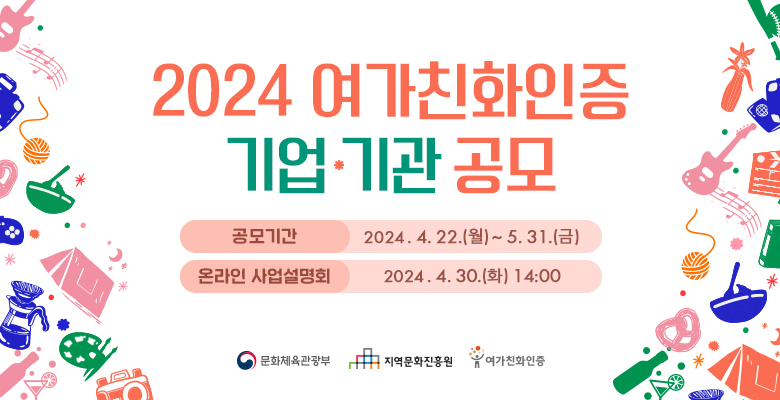 2024 여가친화인증
기업·기관 공모
공모기간 2024. 4. 22.(월) ~ 5. 31.(금)
온라인 사업설명회 2024. 4. 30.(화) 14:00
문화체육관광부 지역문화진흥원 여가친화인증